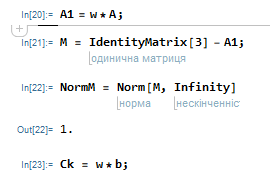 In[20]:= A1 = w * A;
In[21]:= M = IdentityMatrix[3] - A1;
одинична матриця
In[22]:= NormM = Norm[M, Infinity]
норма нескінченніс
Out[22]= 1.
In[23]:= Ck = w * b;